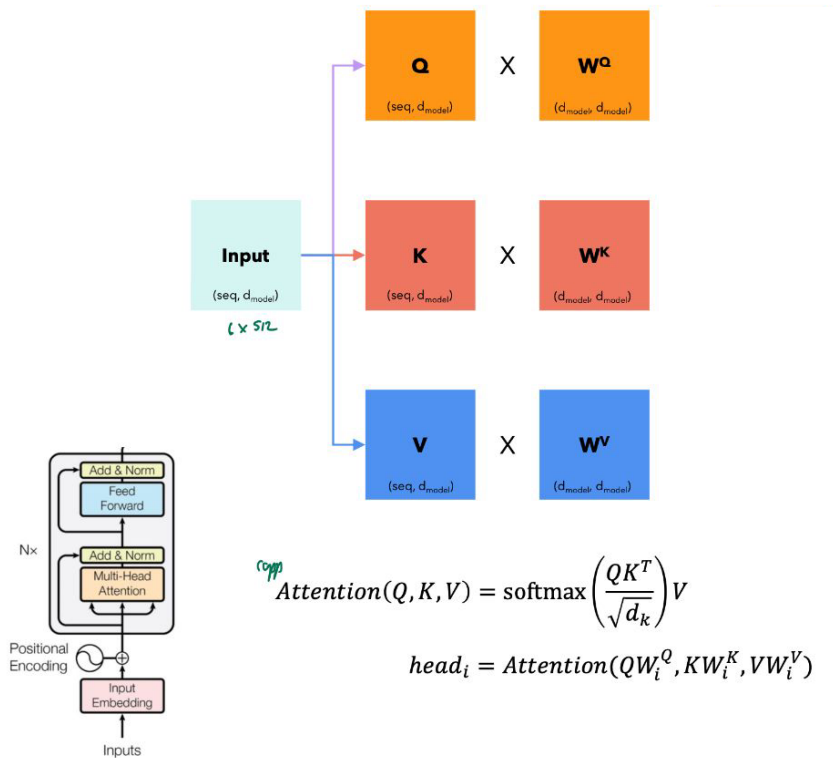 Q X W^Q
(seq, d_model) (d_model, d_model)
Input K X W^K
(seq, d_model) (seq, d_model) (d_model, d_model)
6 x 512
V X W^V
(seq, d_model) (d_model, d_model)
Add & Norm
Feed
Forward
Nx
Add & Norm
Multi-Head
Attention
Positional
Encoding
Input
Embedding
Inputs
Attention(Q, K, V) = softmax(QK^T / √d_k)V
head_i = Attention(QW_i^Q, KW_i^K, VW_i^V)